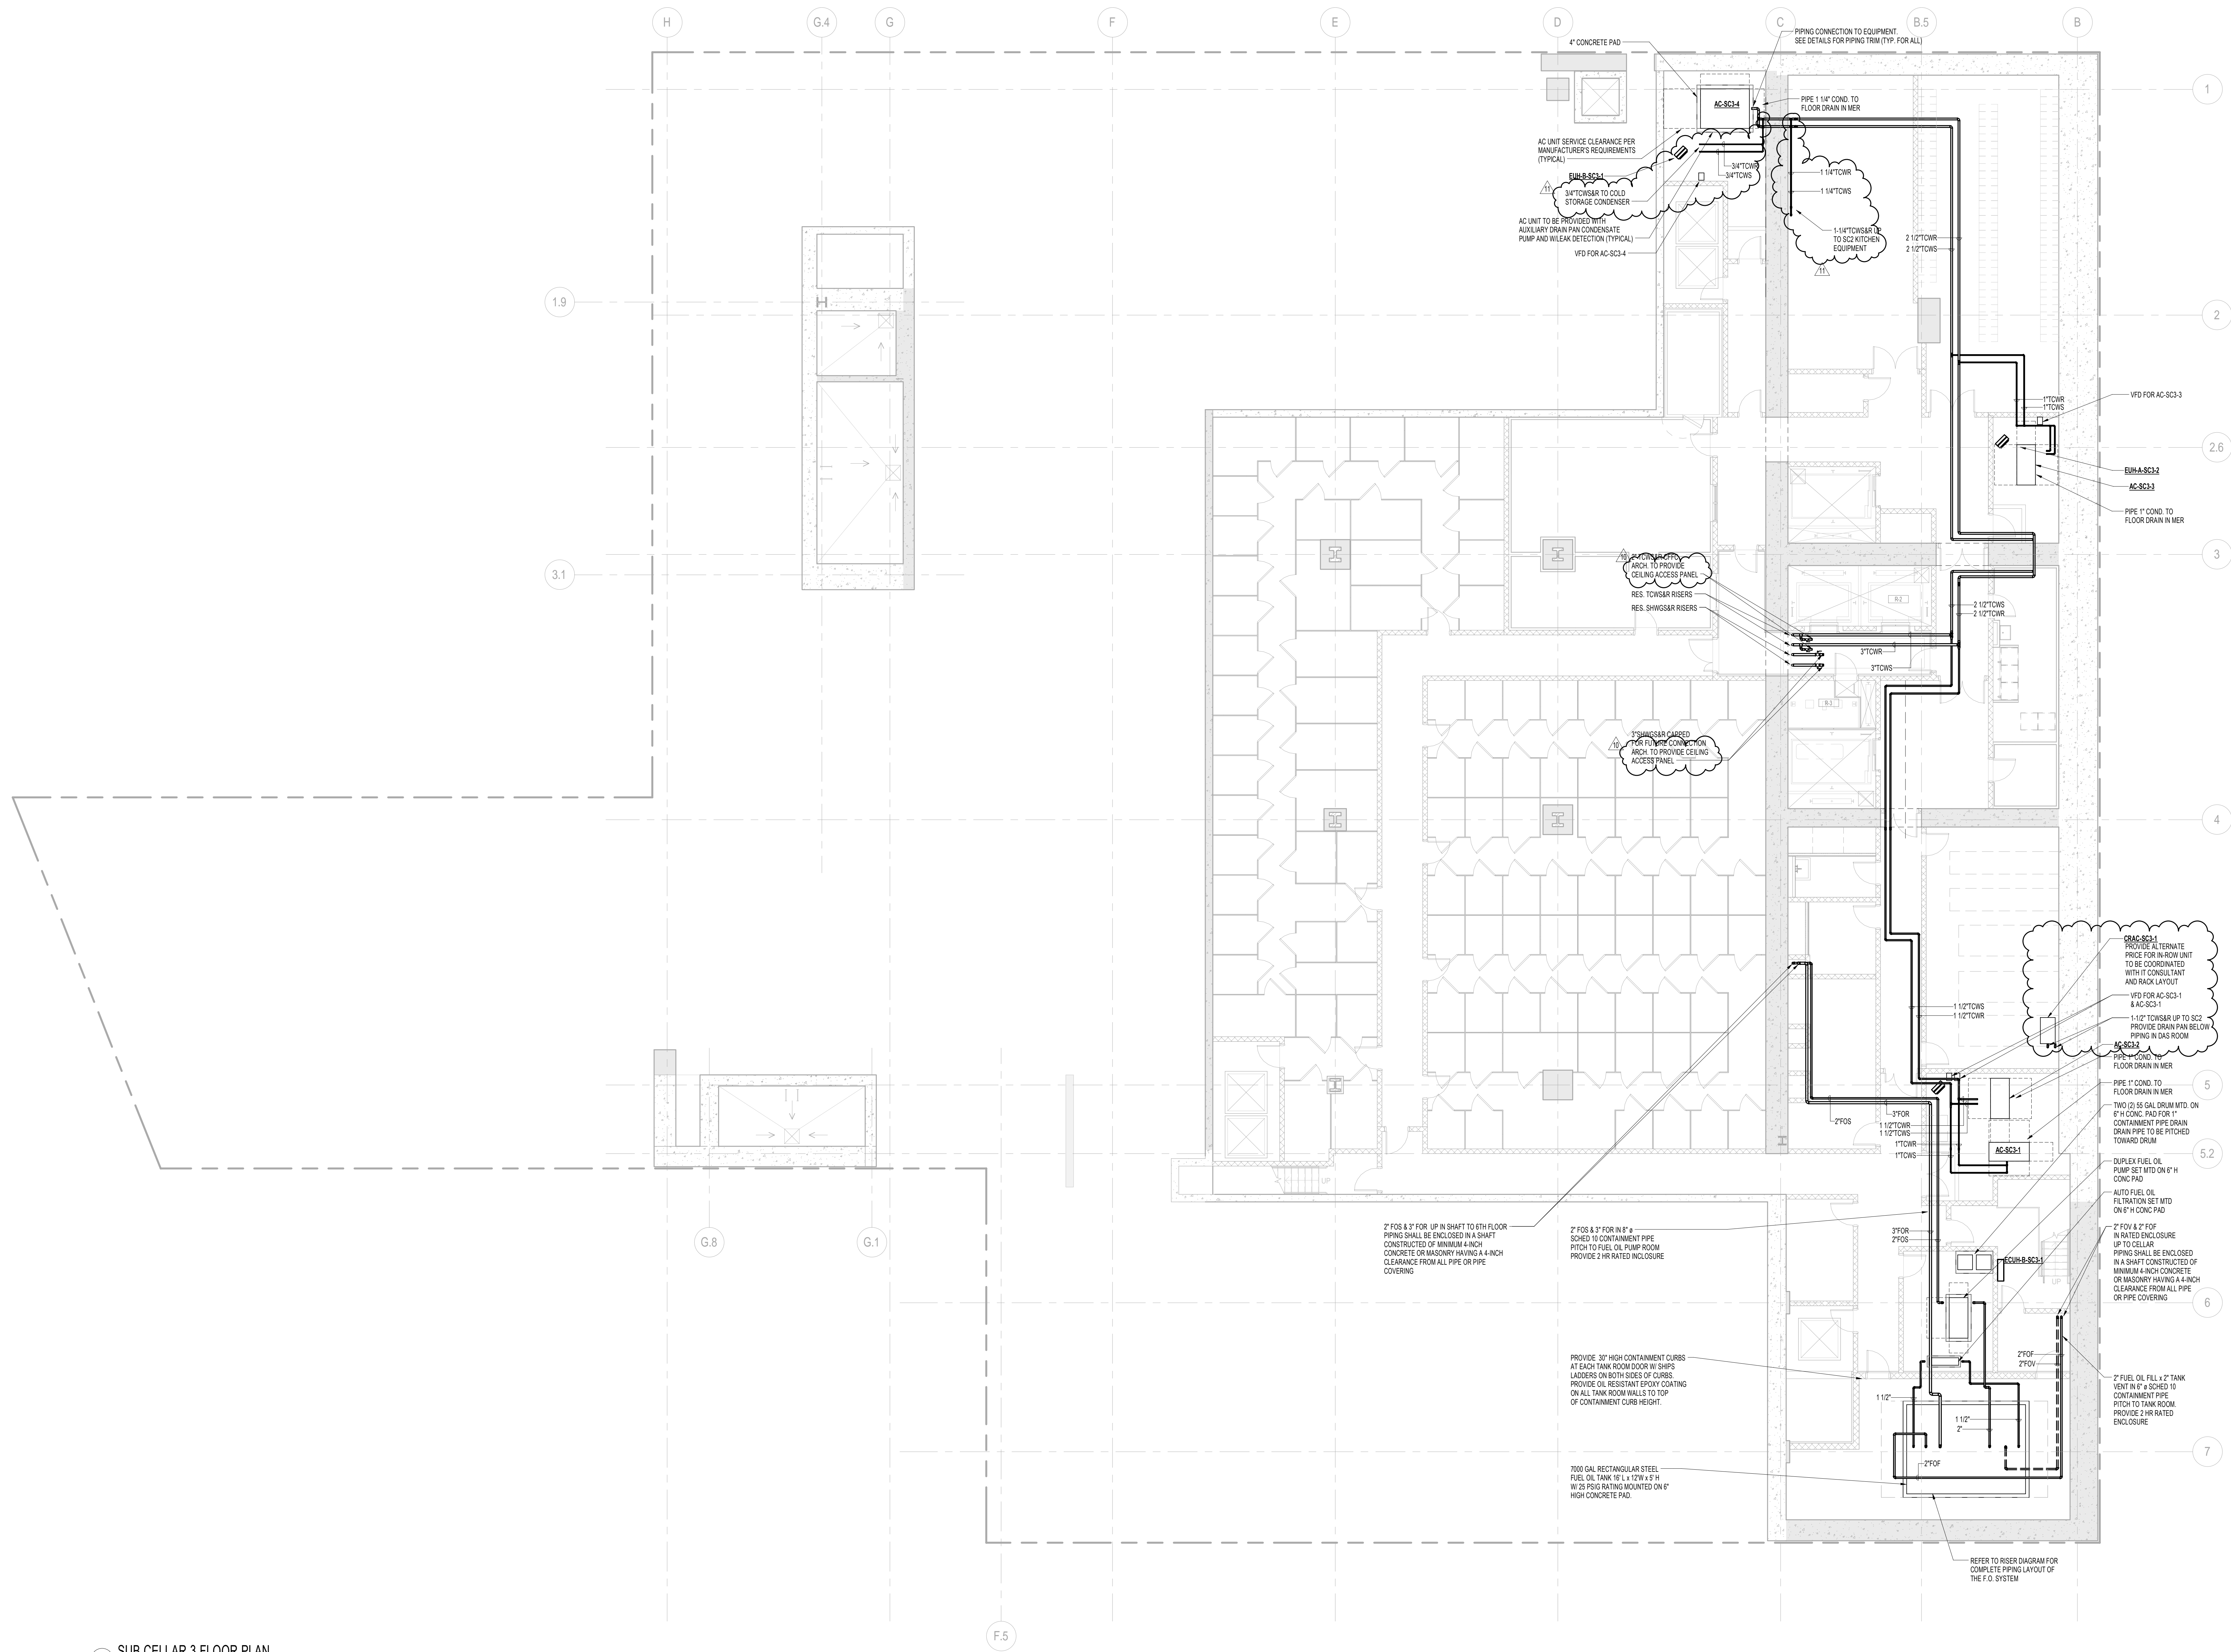 H
G.4
G
F
E
D
C
B.5
B
4" CONCRETE PAD
PIPING CONNECTION TO EQUIPMENT.
SEE DETAILS FOR PIPING TRIM (TYP. FOR ALL)
1
AC-SC3-4
PIPE 1 1/4" COND. TO
FLOOR DRAIN IN MER
AC UNIT SERVICE CLEARANCE PER
MANUFACTURER'S REQUIREMENTS
(TYPICAL)
3/4"TCWR
3/4"TCWS
1 1/4"TCWR
1 1/4"TCWS
EUH-B-SC3-1
11
3/4"TCWS&R TO COLD
STORAGE CONDENSER
AC UNIT TO BE PROVIDED WITH
AUXILIARY DRAIN PAN CONDENSATE
PUMP AND W/LEAK DETECTION (TYPICAL)
VFD FOR AC-SC3-4
1-1/4"TCWS&R UP
TO SC2 KITCHEN
EQUIPMENT
11
2 1/2"TCWR
2 1/2"TCWS
1.9
2
1"TCWR
1"TCWS
VFD FOR AC-SC3-3
2.6
EUH-A-SC3-2
AC-SC3-3
PIPE 1" COND. TO
FLOOR DRAIN IN MER
3
3.1
10
ARCH. TO PROVIDE
CEILING ACCESS PANEL
RES. TCWS&R RISERS
RES. SHWGS&R RISERS
R-2
2 1/2"TCWS
2 1/2"TCWR
3"TCWR
3"TCWS
R-3
10
3"SHWGS&R CAPPED
FOR FUTURE CONNECTION
ARCH. TO PROVIDE CEILING
ACCESS PANEL
4
CRAC-SC3-1
PROVIDE ALTERNATE
PRICE FOR IN-ROW UNIT
TO BE COORDINATED
WITH IT CONSULTANT
AND RACK LAYOUT
VFD FOR AC-SC3-1
& AC-SC3-1
1-1/2" TCWS&R UP TO SC2
PROVIDE DRAIN PAN BELOW
PIPING IN DAS ROOM
1 1/2"TCWS
1 1/2"TCWR
AC-SC3-2
PIPE 1" COND. TO
FLOOR DRAIN IN MER
5
PIPE 1" COND. TO
FLOOR DRAIN IN MER
TWO (2) 55 GAL DRUM MTD. ON
6" H CONC. PAD FOR 1"
CONTAINMENT PIPE DRAIN
DRAIN PIPE TO BE PITCHED
TOWARD DRUM
2"FOS
3"FOR
1 1/2"TCWR
1 1/2"TCWS
1"TCWR
1"TCWS
AC-SC3-1
5.2
DUPLEX FUEL OIL
PUMP SET MTD ON 6" H
CONC PAD
UP
AUTO FUEL OIL
FILTRATION SET MTD
ON 6" H CONC PAD
2" FOS & 3" FOR UP IN SHAFT TO 6TH FLOOR
PIPING SHALL BE ENCLOSED IN A SHAFT
CONSTRUCTED OF MINIMUM 4-INCH
CONCRETE OR MASONRY HAVING A 4-INCH
CLEARANCE FROM ALL PIPE OR PIPE
COVERING
2" FOS & 3" FOR IN 8" ø
SCHED 10 CONTAINMENT PIPE
PITCH TO FUEL OIL PUMP ROOM
PROVIDE 2 HR RATED INCLOSURE
3"FOR
2"FOS
2" FOV & 2" FOF
IN RATED ENCLOSURE
UP TO CELLAR
PIPING SHALL BE ENCLOSED
IN A SHAFT CONSTRUCTED OF
MINIMUM 4-INCH CONCRETE
OR MASONRY HAVING A 4-INCH
CLEARANCE FROM ALL PIPE
OR PIPE COVERING
G.8
G.1
ECUH-B-SC3-1
UP
6
PROVIDE 30" HIGH CONTAINMENT CURBS
AT EACH TANK ROOM DOOR W/ SHIPS
LADDERS ON BOTH SIDES OF CURBS.
PROVIDE OIL RESISTANT EPOXY COATING
ON ALL TANK ROOM WALLS TO TOP
OF CONTAINMENT CURB HEIGHT.
2"FOF
2"FOV
2" FUEL OIL FILL x 2" TANK
VENT IN 6" ø SCHED 10
CONTAINMENT PIPE
PITCH TO TANK ROOM.
PROVIDE 2 HR RATED
ENCLOSURE
1 1/2"
1 1/2"
2"
7
2"FOF
7000 GAL RECTANGULAR STEEL
FUEL OIL TANK 16' L x 12'W x 5' H
W/ 25 PSIG RATING MOUNTED ON 6"
HIGH CONCRETE PAD.
REFER TO RISER DIAGRAM FOR
COMPLETE PIPING LAYOUT OF
THE F.O. SYSTEM
F.5
SUB CELLAR 3 FLOOR PLAN